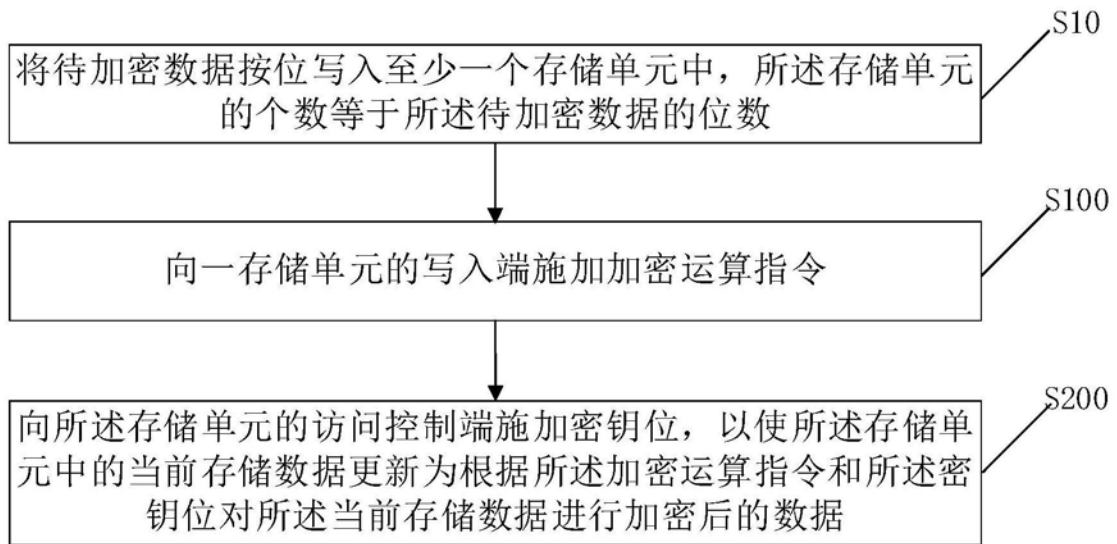 S10
将待加密数据按位写入至少一个存储单元中，所述存储单元
的个数等于所述待加密数据的位数
S100
向一存储单元的写入端施加加密运算指令
S200
向所述存储单元的访问控制端施加密钥位，以使所述存储单
元中的当前存储数据更新为根据所述加密运算指令和所述密
钥位对所述当前存储数据进行加密后的数据